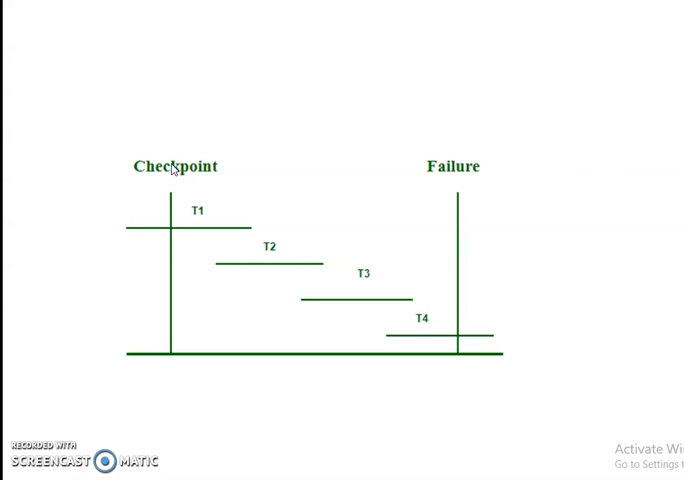 Checkpoint Failure
T1
T2
T3
T4
RECORDED WITH
SCREENCAST MATIC
Activate Wi
Go to Settings t